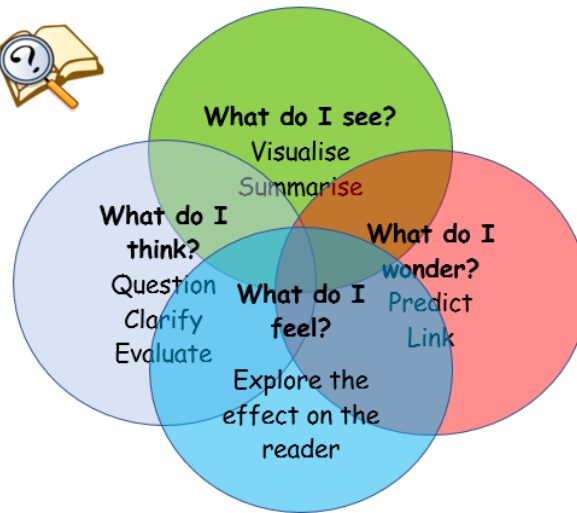 ?
What do I see?
Visualise
Summarise
What do I
think?
Question
Clarify
Evaluate
What do I
wonder?
Predict
Link
What do I
feel?
Explore the
effect on the
reader